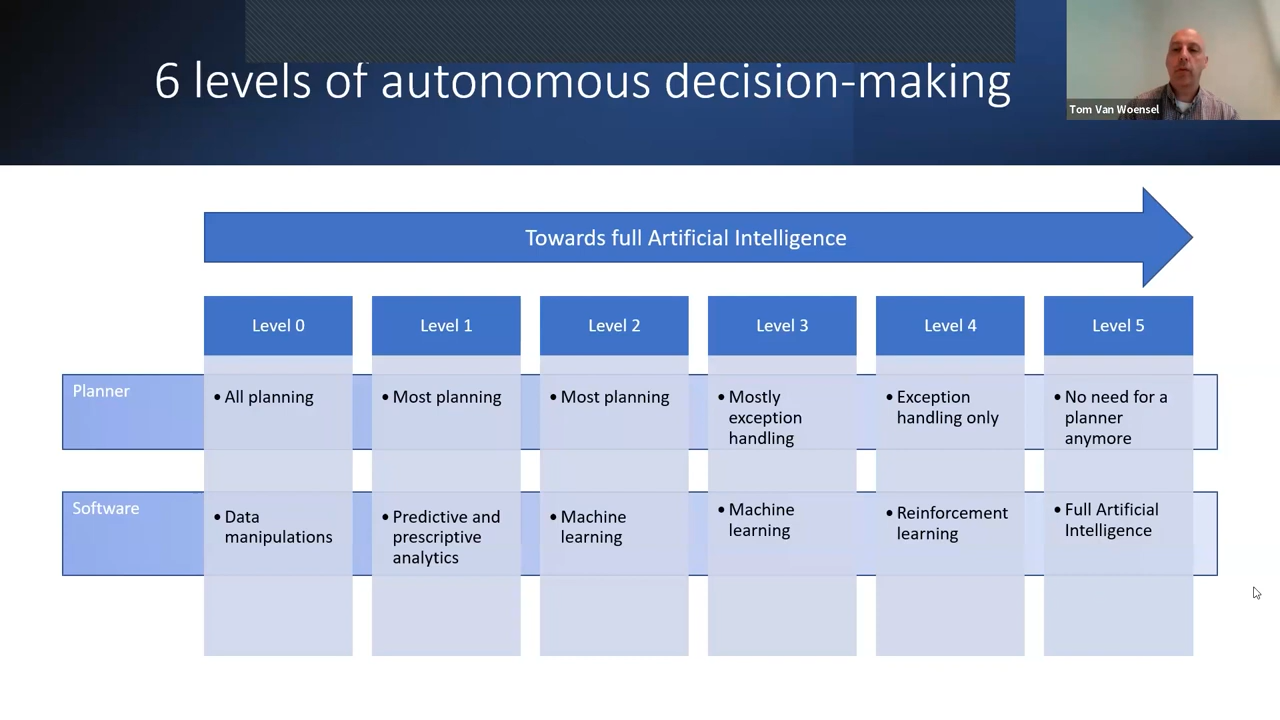 6 levels of autonomous decision-making
Tom Van Woensel
Towards full Artificial Intelligence
Level 0
Level 1
Level 2
Level 3
Level 4
Level 5
Planner
• All planning
• Most planning
• Most planning
• Mostly
exception
handling
• Exception
handling only
• No need for a
planner
anymore
Software
• Data
manipulations
• Predictive and
prescriptive
analytics
• Machine
learning
• Machine
learning
• Reinforcement
learning
• Full Artificial
Intelligence